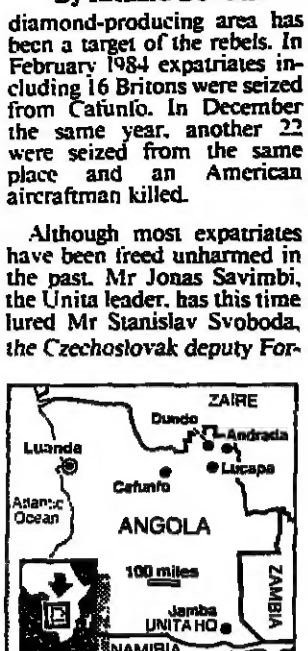 diamond-producing area has
been a target of the rebels. In
February 1984 expatriates in-
cluding 16 Britons were seized
from Cafunfo. In December
the same year, another 22
were seized from the same
place and an American
aircraftman killed.
Although most expatriates
have been freed unharmed in
the past, Mr Jonas Savimbi,
the Unita leader, has this time
lured Mr Stanislav Svoboda,
the Czechoslovak deputy For-
ZAIRE
Dundo
Andrada
Luanda
Lucapa
Cafunfo
Atlantic
Ocean
ANGOLA
100 miles
ZAMBIA
Jamba
UNITA HQ
NAMIBIA